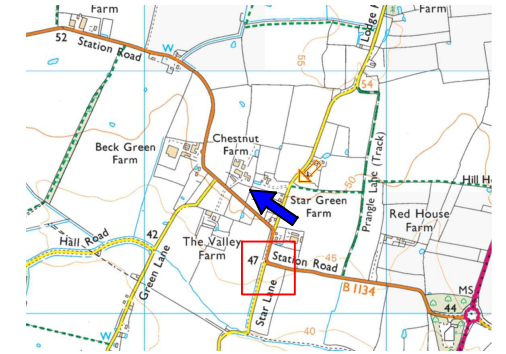 Farm
Farm
52
Station Road
W
Lodge
55
54
Chestnut
Farm
Beck Green
Farm
Prangle Lane (Track)
50
Hill H
Star Green
Farm
Red House
Farm
Hall Road
42
The Valley
Farm
Green Lane
47
Station Road
45
B 1134
MS
44
Star Lane
40
W